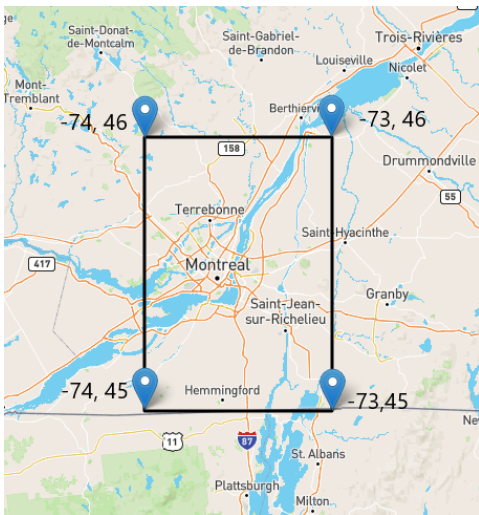 Saint-Donat-
de-Montcalm
Saint-Gabriel-
de-Brandon
Trois-Rivières
Louiseville
Nicolet
Mont-
Tremblant
-74, 46
-73, 46
158
Drummondville
55
Terrebonne
Saint-Hyacinthe
417
Montreal
Granby
Saint-Jean-
sur-Richelieu
-74, 45
Hemmingford
-73,45
11
87
St. Albans
Plattsburgh
Milton